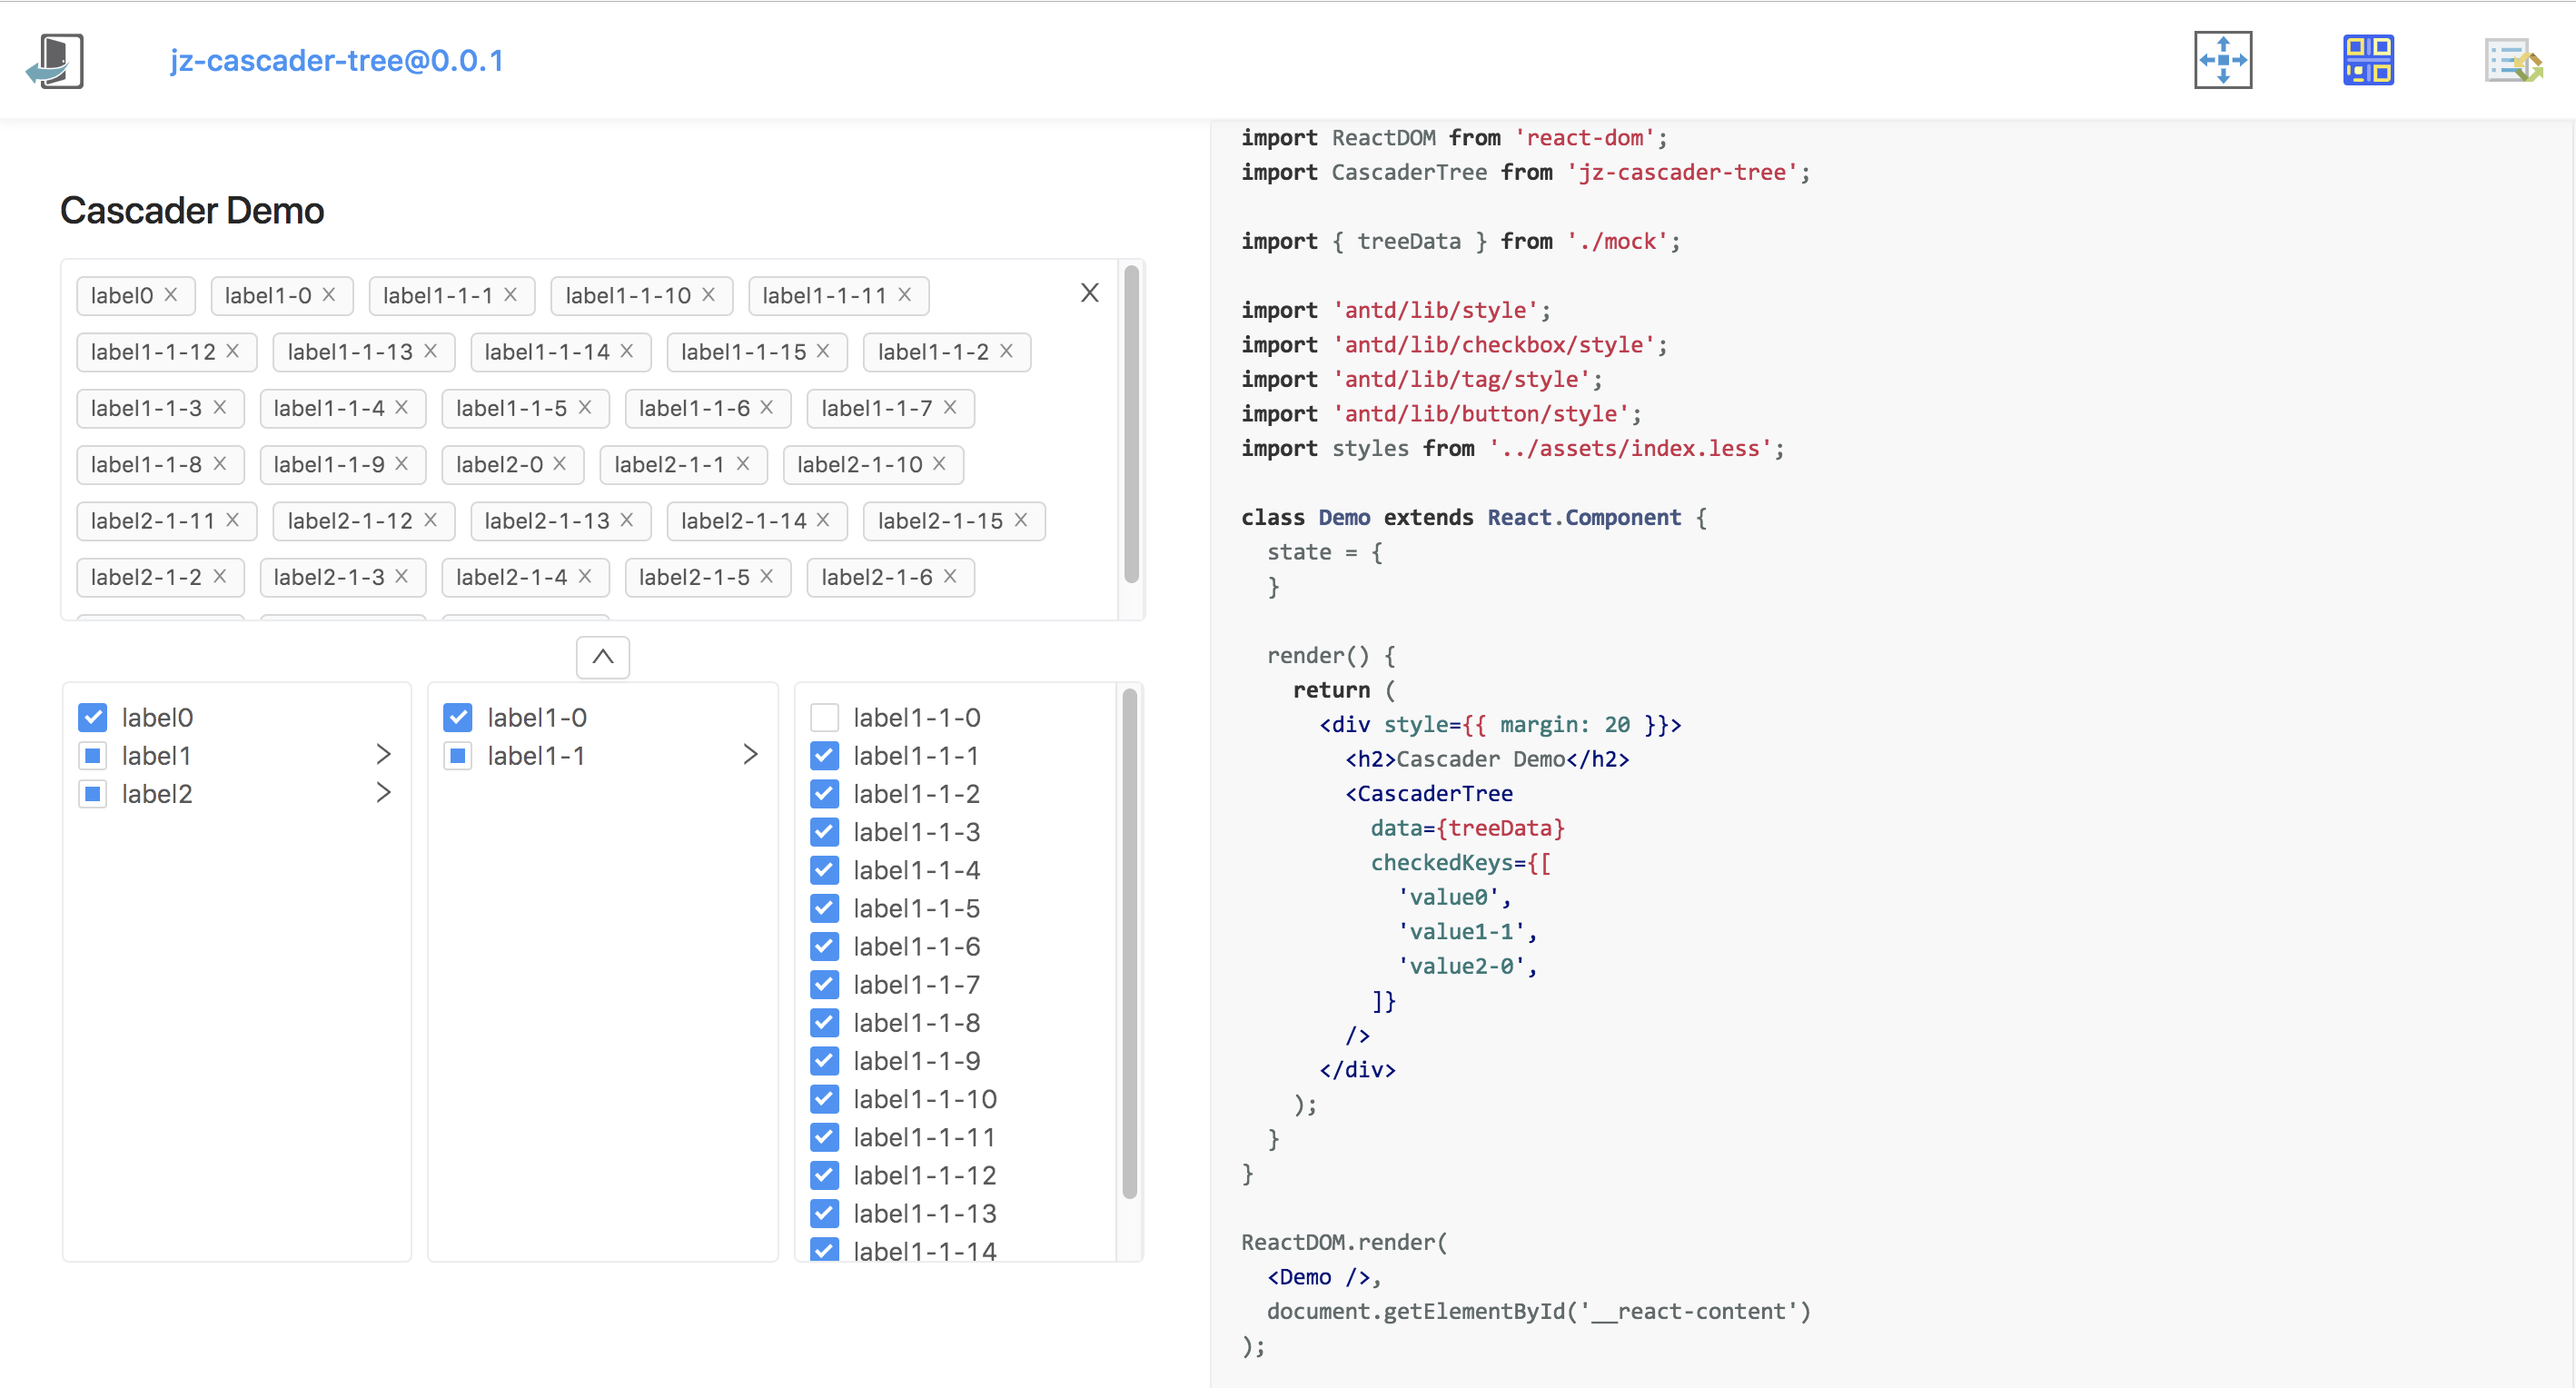 jz-cascader-tree@0.0.1
Cascader Demo
label0 X label1-0 X label1-1-1 X label1-1-10 X label1-1-11 X X
label1-1-12 X label1-1-13 X label1-1-14 X label1-1-15 X label1-1-2 X
label1-1-3 X label1-1-4 X label1-1-5 X label1-1-6 X label1-1-7 X
label1-1-8 X label1-1-9 X label2-0 X label2-1-1 X label2-1-10 X
label2-1-11 X label2-1-12 X label2-1-13 X label2-1-14 X label2-1-15 X
label2-1-2 X label2-1-3 X label2-1-4 X label2-1-5 X label2-1-6 X
label0
label1 >
label2 >
label1-0
label1-1 >
label1-1-0
label1-1-1
label1-1-2
label1-1-3
label1-1-4
label1-1-5
label1-1-6
label1-1-7
label1-1-8
label1-1-9
label1-1-10
label1-1-11
label1-1-12
label1-1-13
label1-1-14
import ReactDOM from 'react-dom';
import CascaderTree from 'jz-cascader-tree';
import { treeData } from './mock';
import 'antd/lib/style';
import 'antd/lib/checkbox/style';
import 'antd/lib/tag/style';
import 'antd/lib/button/style';
import styles from '../assets/index.less';
class Demo extends React.Component {
state = {
}
render() {
return (
<div style={{ margin: 20 }}>
<h2>Cascader Demo</h2>
<CascaderTree
data={treeData}
checkedKeys={[
'value0',
'value1-1',
'value2-0',
]}
/>
</div>
);
}
}
ReactDOM.render(
<Demo />,
document.getElementById('__react-content')
);